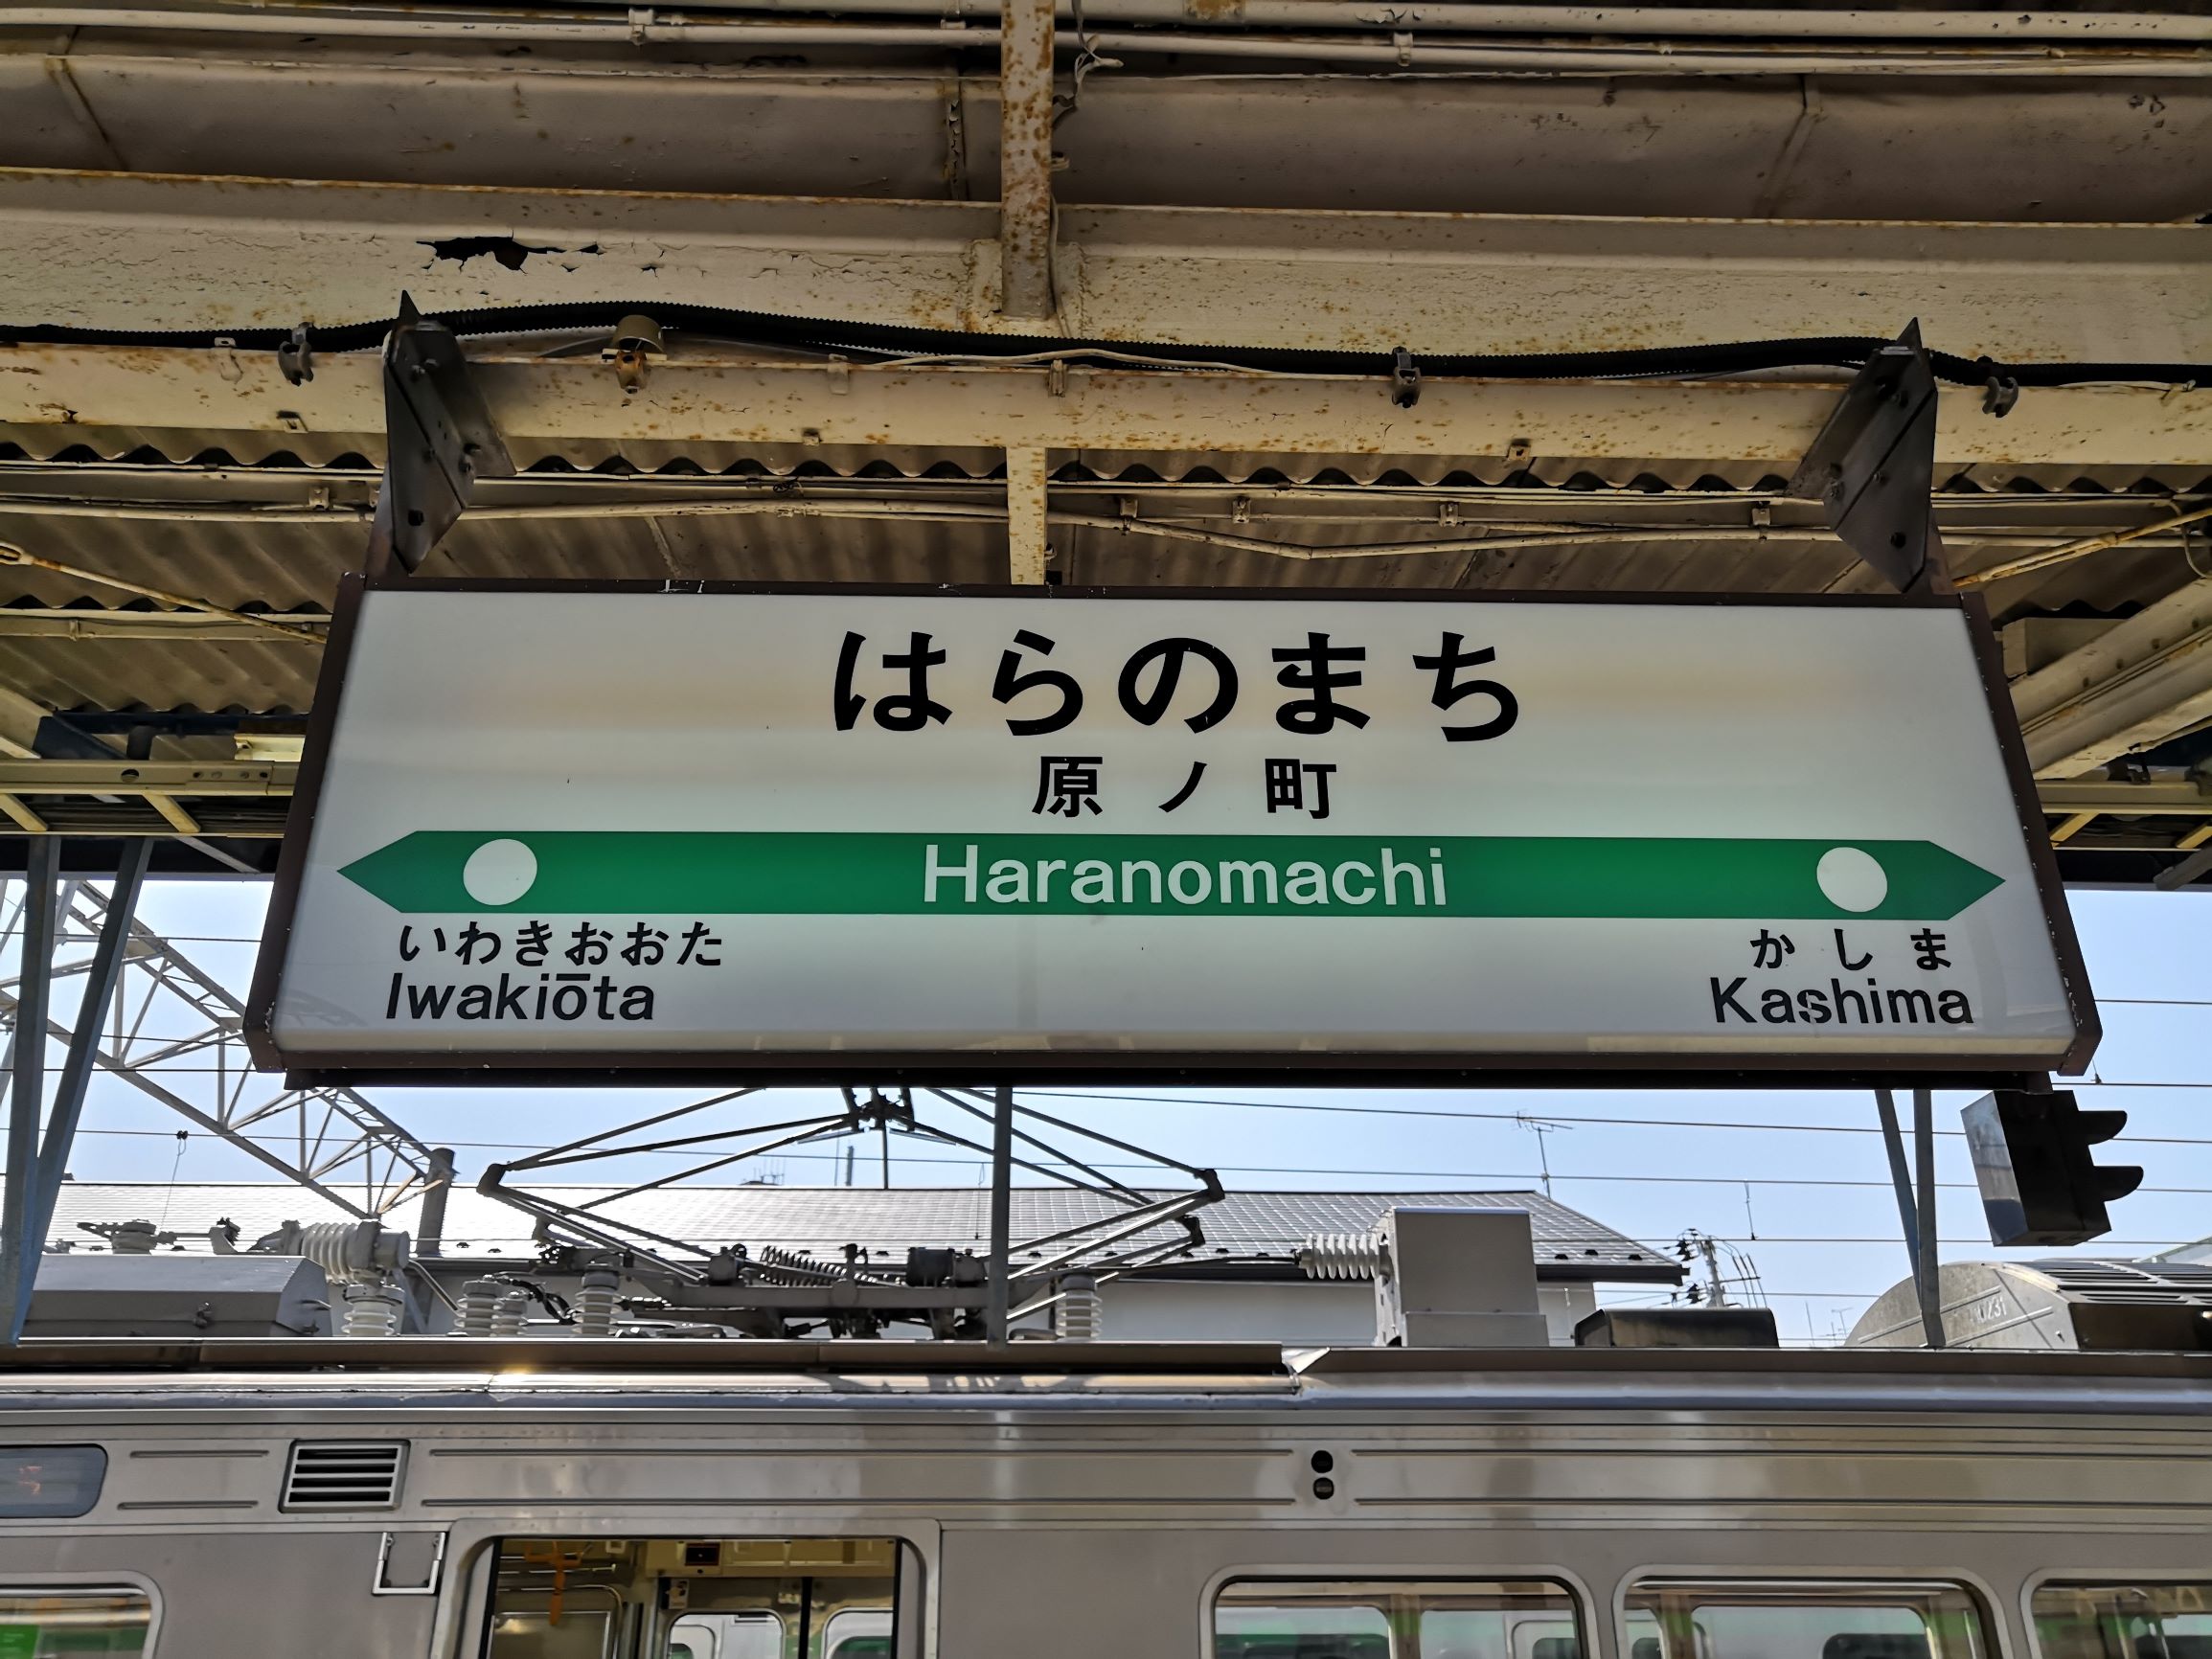 はらのまち
原ノ町
Haranomachi
いわきおおた
Iwakiōta
かしま
Kashima